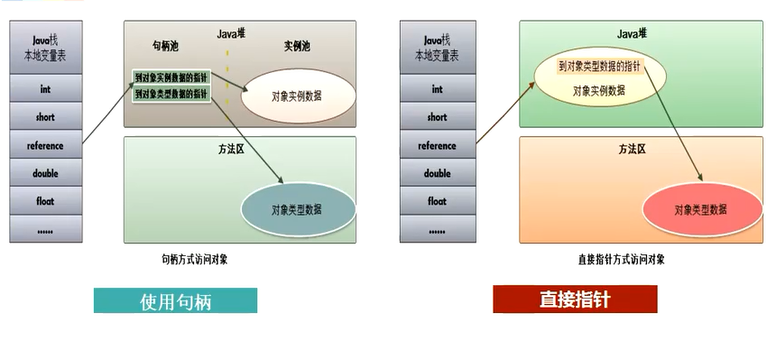 Java栈
本地变量表
int
short
reference
double
float
......
Java堆
句柄池
实例池
到对象实例数据的指针
到对象类型数据的指针
对象实例数据
方法区
对象类型数据
句柄方式访问对象
使用句柄
Java栈
本地变量表
int
short
reference
double
float
......
Java堆
到对象类型数据的指针
对象实例数据
方法区
对象类型数据
直接指针方式访问对象
直接指针